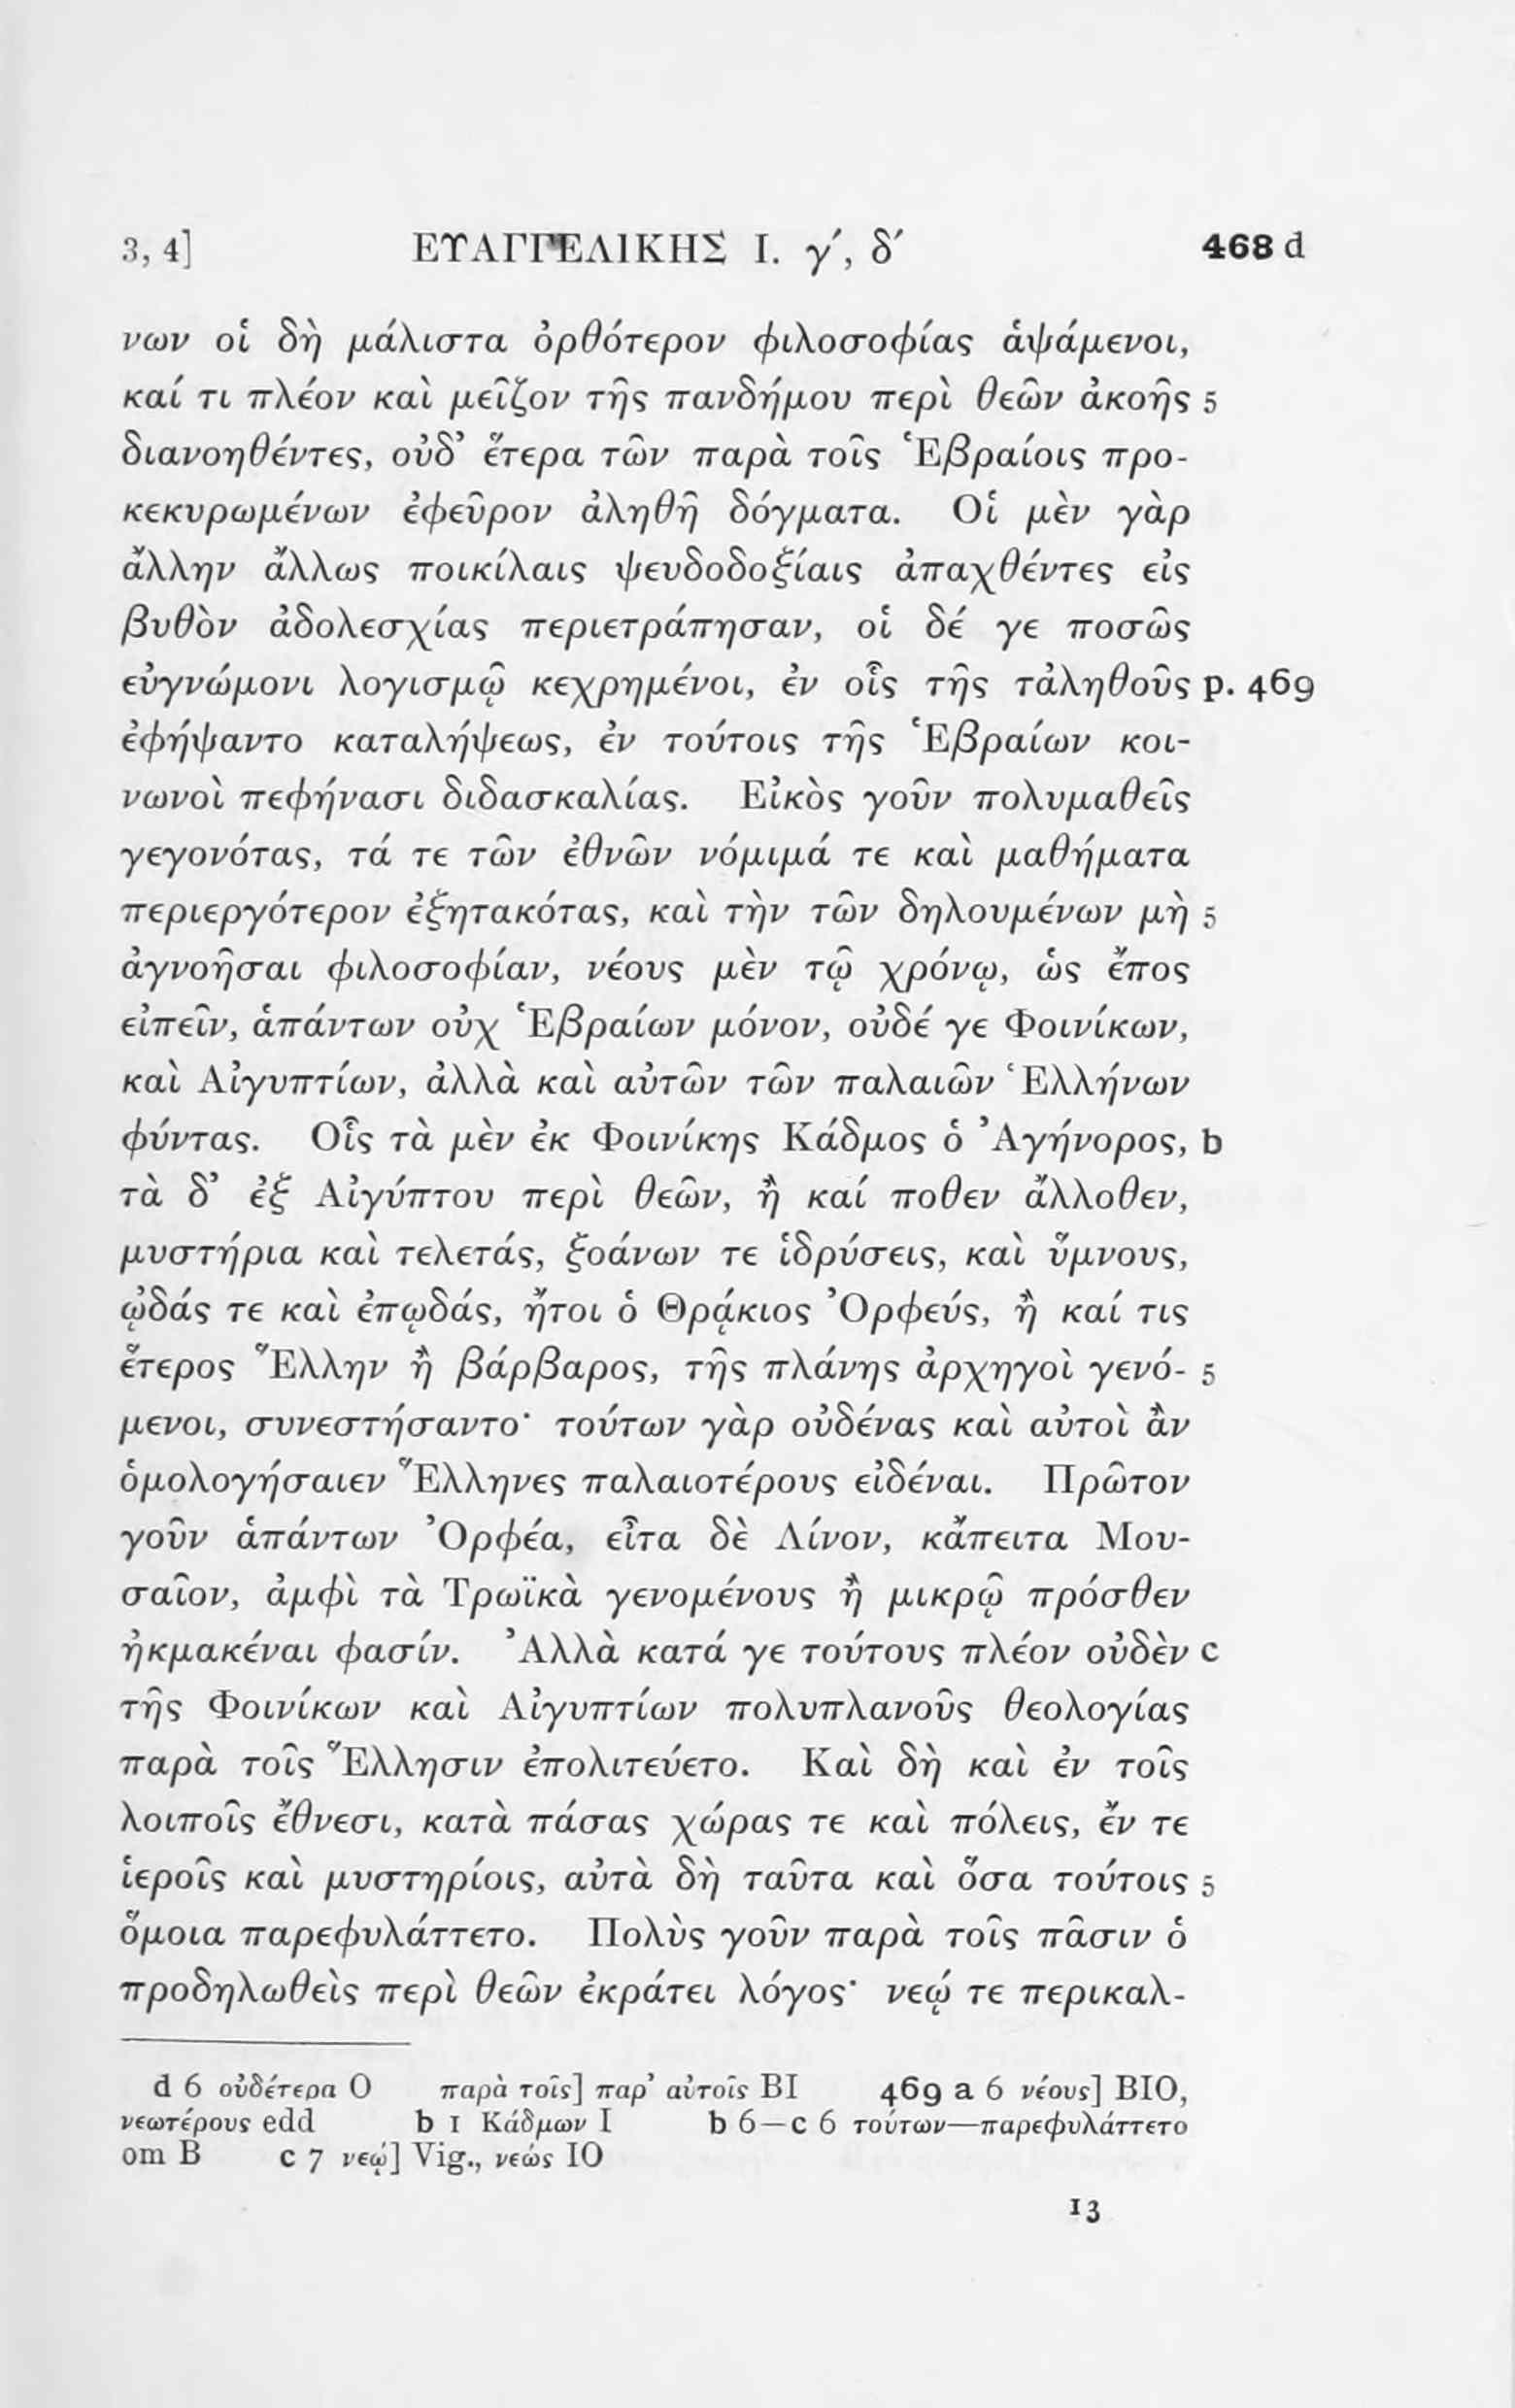 3, 4] ΕΥΑΓΓΕΛΙΚΗΣ Ι. γ´, δ´ 468 d
νων οἱ δὴ μάλιστα ὀρθότερον φιλοσοφίας ἁψάμενοι,
καί τι πλέον καὶ μεῖζον τῆς πανδήμου περὶ θεῶν ἀκοῆς 5
διανοηθέντες, οὐδ’ ἕτερα τῶν παρὰ τοῖς Ἑβραίοις προ-
κεκυρωμένων ἐφεῦρον ἀληθῆ δόγματα. Οἱ μὲν γὰρ
ἄλλην ἄλλως ποικίλαις ψευδοδοξίαις ἀπαχθέντες εἰς
βυθὸν ἀδολεσχίας περιετράπησαν, οἱ δέ γε ποσῶς
εὐγνώμονι λογισμῷ κεχρημένοι, ἐν οἷς τῆς τἀληθοῦς p. 469
ἐφήψαντο καταλήψεως, ἐν τούτοις τῆς Ἑβραίων κοι-
νωνοὶ πεφήνασι διδασκαλίας. Εἰκὸς γοῦν πολυμαθεῖς
γεγονότας, τά τε τῶν ἐθνῶν νόμιμά τε καὶ μαθήματα
περιεργότερον ἐξητακότας, καὶ τὴν τῶν δηλουμένων μὴ 5
ἀγνοῆσαι φιλοσοφίαν, νέους μὲν τῷ χρόνῳ, ὡς ἔπος
εἰπεῖν, ἁπάντων οὐχ Ἑβραίων μόνον, οὐδέ γε Φοινίκων,
καὶ Αἰγυπτίων, ἀλλὰ καὶ αὐτῶν τῶν παλαιῶν Ἑλλήνων
φύντας. Οἷς τὰ μὲν ἐκ Φοινίκης Κάδμος ὁ Ἀγήνορος, b
τὰ δ’ ἐξ Αἰγύπτου περὶ θεῶν, ἢ καί ποθεν ἄλλοθεν,
μυστήρια καὶ τελετάς, ξοάνων τε ἱδρύσεις, καὶ ὕμνους,
ᾠδάς τε καὶ ἐπῳδάς, ἤτοι ὁ Θρᾴκιος Ὀρφεύς, ἢ καί τις
ἕτερος Ἕλλην ἢ βάρβαρος, τῆς πλάνης ἀρχηγοὶ γενό- 5
μενοι, συνεστήσαντο· τούτων γὰρ οὐδένας καὶ αὐτοὶ ἂν
ὁμολογήσαιεν Ἕλληνες παλαιοτέρους εἰδέναι. Πρῶτον
γοῦν ἁπάντων Ὀρφέα, εἶτα δὲ Λίνον, κἄπειτα Μου-
σαῖον, ἀμφὶ τὰ Τρωϊκὰ γενομένους ἢ μικρῷ πρόσθεν
ἠκμακέναι φασίν. Ἀλλὰ κατά γε τούτους πλέον οὐδὲν c
τῆς Φοινίκων καὶ Αἰγυπτίων πολυπλανοῦς θεολογίας
παρὰ τοῖς Ἕλλησιν ἐπολιτεύετο. Καὶ δὴ καὶ ἐν τοῖς
λοιποῖς ἔθνεσι, κατὰ πάσας χώρας τε καὶ πόλεις, ἔν τε
ἱεροῖς καὶ μυστηρίοις, αὐτὰ δὴ ταῦτα καὶ ὅσα τούτοις 5
ὅμοια παρεφυλάττετο. Πολὺς γοῦν παρὰ τοῖς πᾶσιν ὁ
προδηλωθεὶς περὶ θεῶν ἐκράτει λόγος· νεῴ τε περικαλ-
d 6 οὐδέτερα O παρὰ τοῖς] παρ’ αὐτοῖς BI 469 a 6 νέους] BIO,
νεωτέρους edd b 1 Κάδμων I b 6—c 6 τούτων—παρεφυλάττετο
om B c 7 νεῴ] Vig., νεώς IO
13